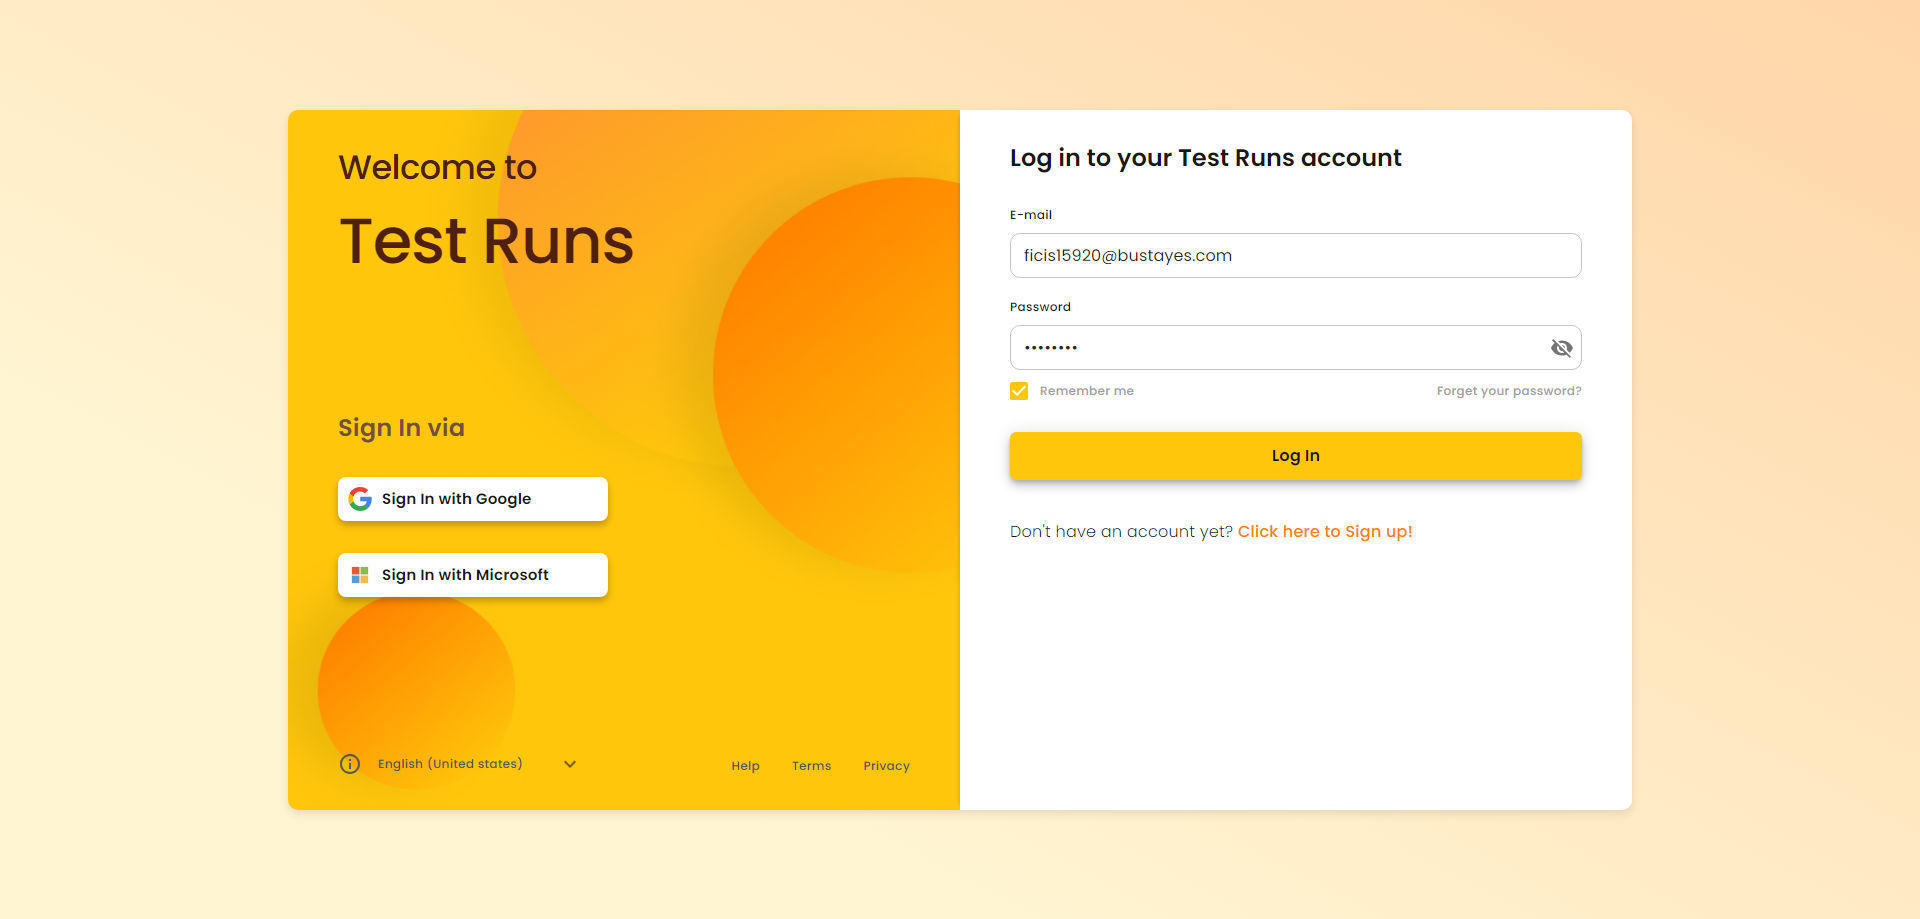 Welcome to
Test Runs
Sign In via
Sign In with Google
Sign In with Microsoft
English (United states)
Help Terms Privacy
Log in to your Test Runs account
E-mail
ficis15920@bustayes.com
Password
••••••••
Remember me Forget your password?
Log In
Don't have an account yet? Click here to Sign up!